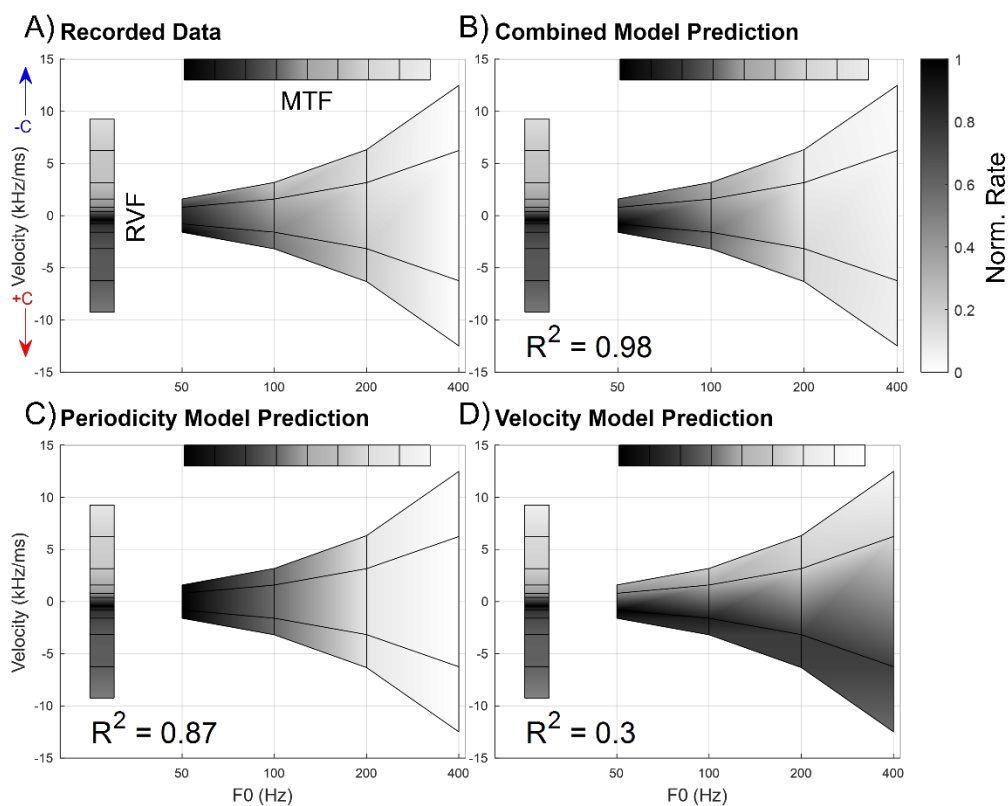 A) Recorded Data
15
10
5
0
-5
-10
-15
-C
Velocity (kHz/ms)
+C
MTF
RVF
50 100 200 400
B) Combined Model Prediction
15
10
5
0
-5
-10
-15
R² = 0.98
50 100 200 400
1
0.8
0.6
0.4
0.2
0
Norm. Rate
C) Periodicity Model Prediction
15
10
5
0
-5
-10
-15
Velocity (kHz/ms)
R² = 0.87
50 100 200 400
F0 (Hz)
D) Velocity Model Prediction
15
10
5
0
-5
-10
-15
R² = 0.3
50 100 200 400
F0 (Hz)